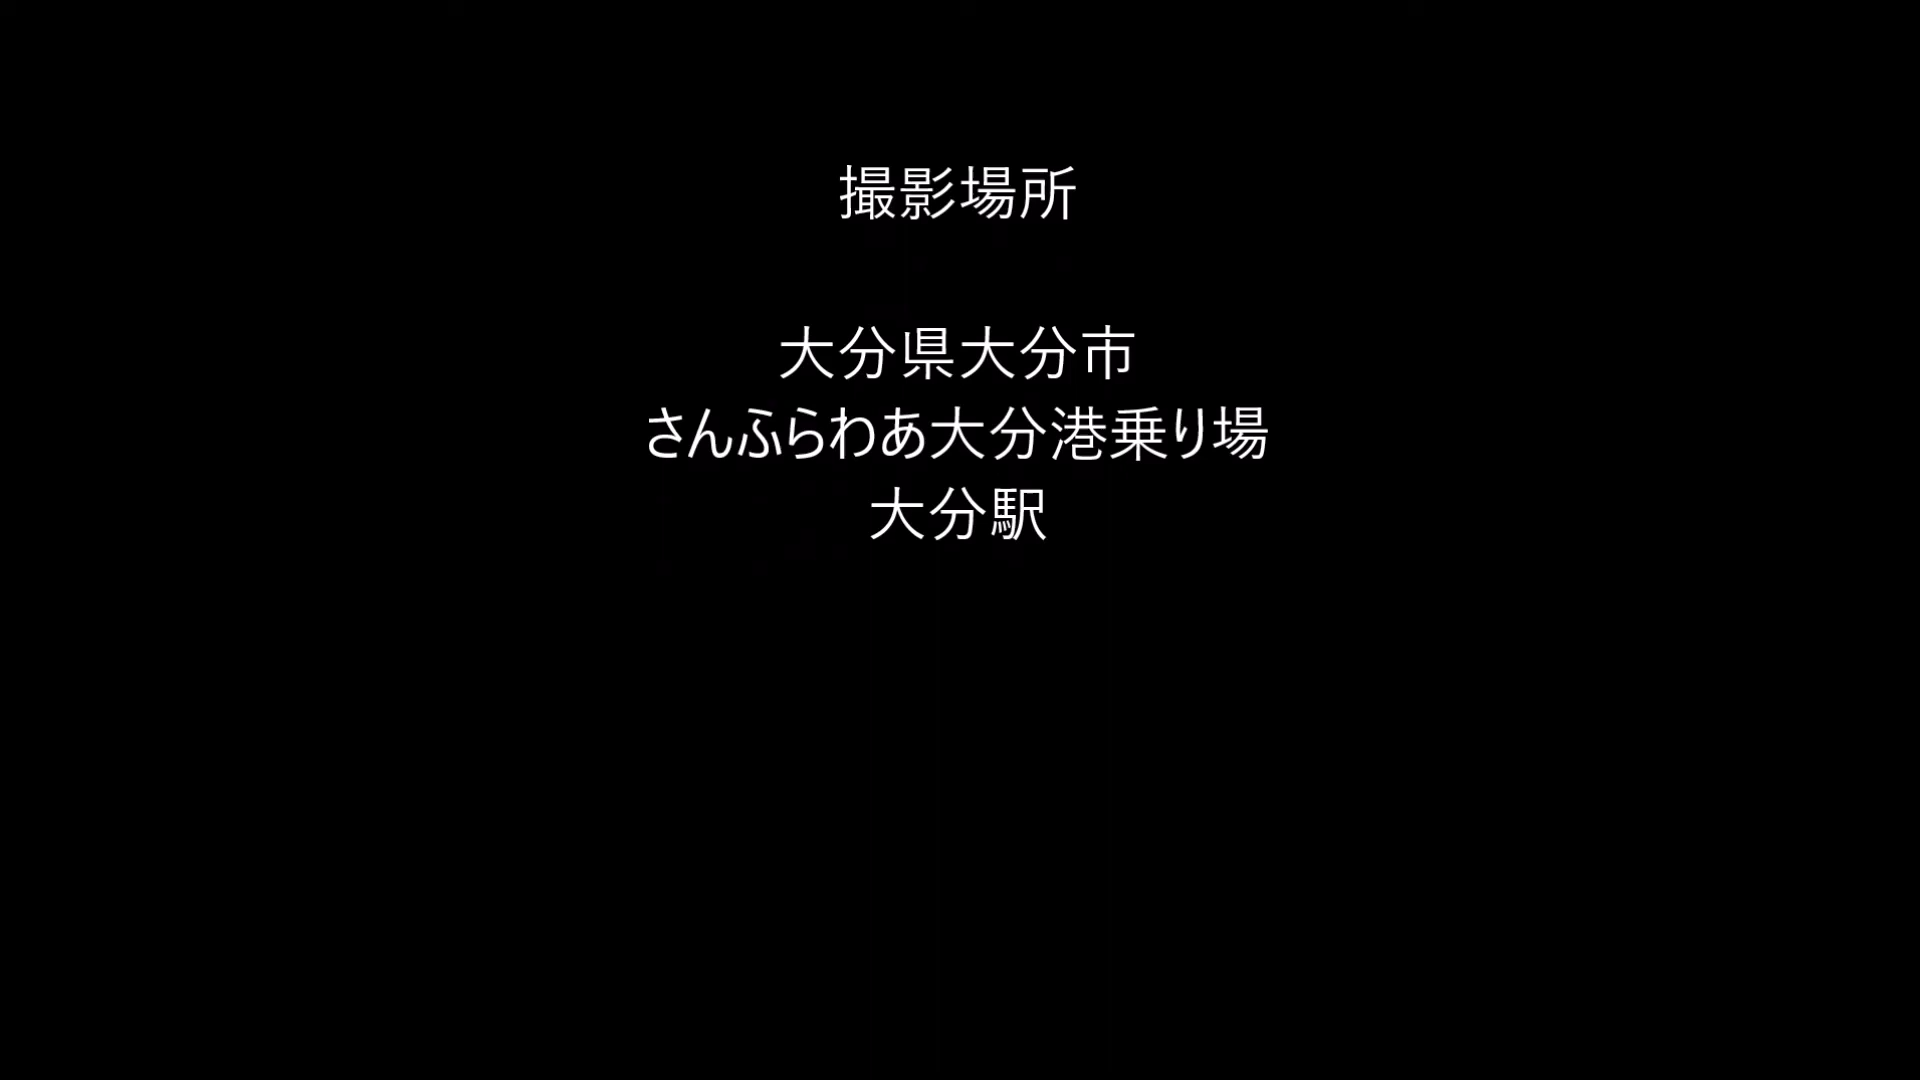 撮影場所
大分県大分市
さんふらわあ大分港乗り場
大分駅